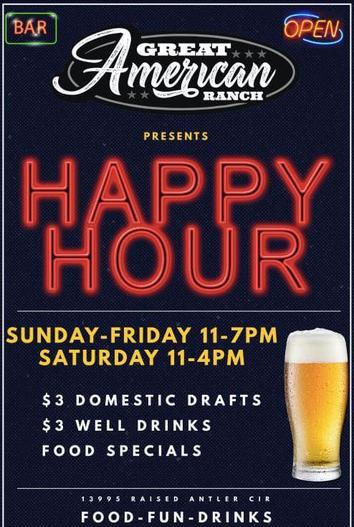 BAR
OPEN
GREAT
American
RANCH
PRESENTS
HAPPY
HOUR
SUNDAY-FRIDAY 11-7PM
SATURDAY 11-4PM
$3 DOMESTIC DRAFTS
$3 WELL DRINKS
FOOD SPECIALS
13995 RAISED ANTLER CIR
FOOD-FUN-DRINKS